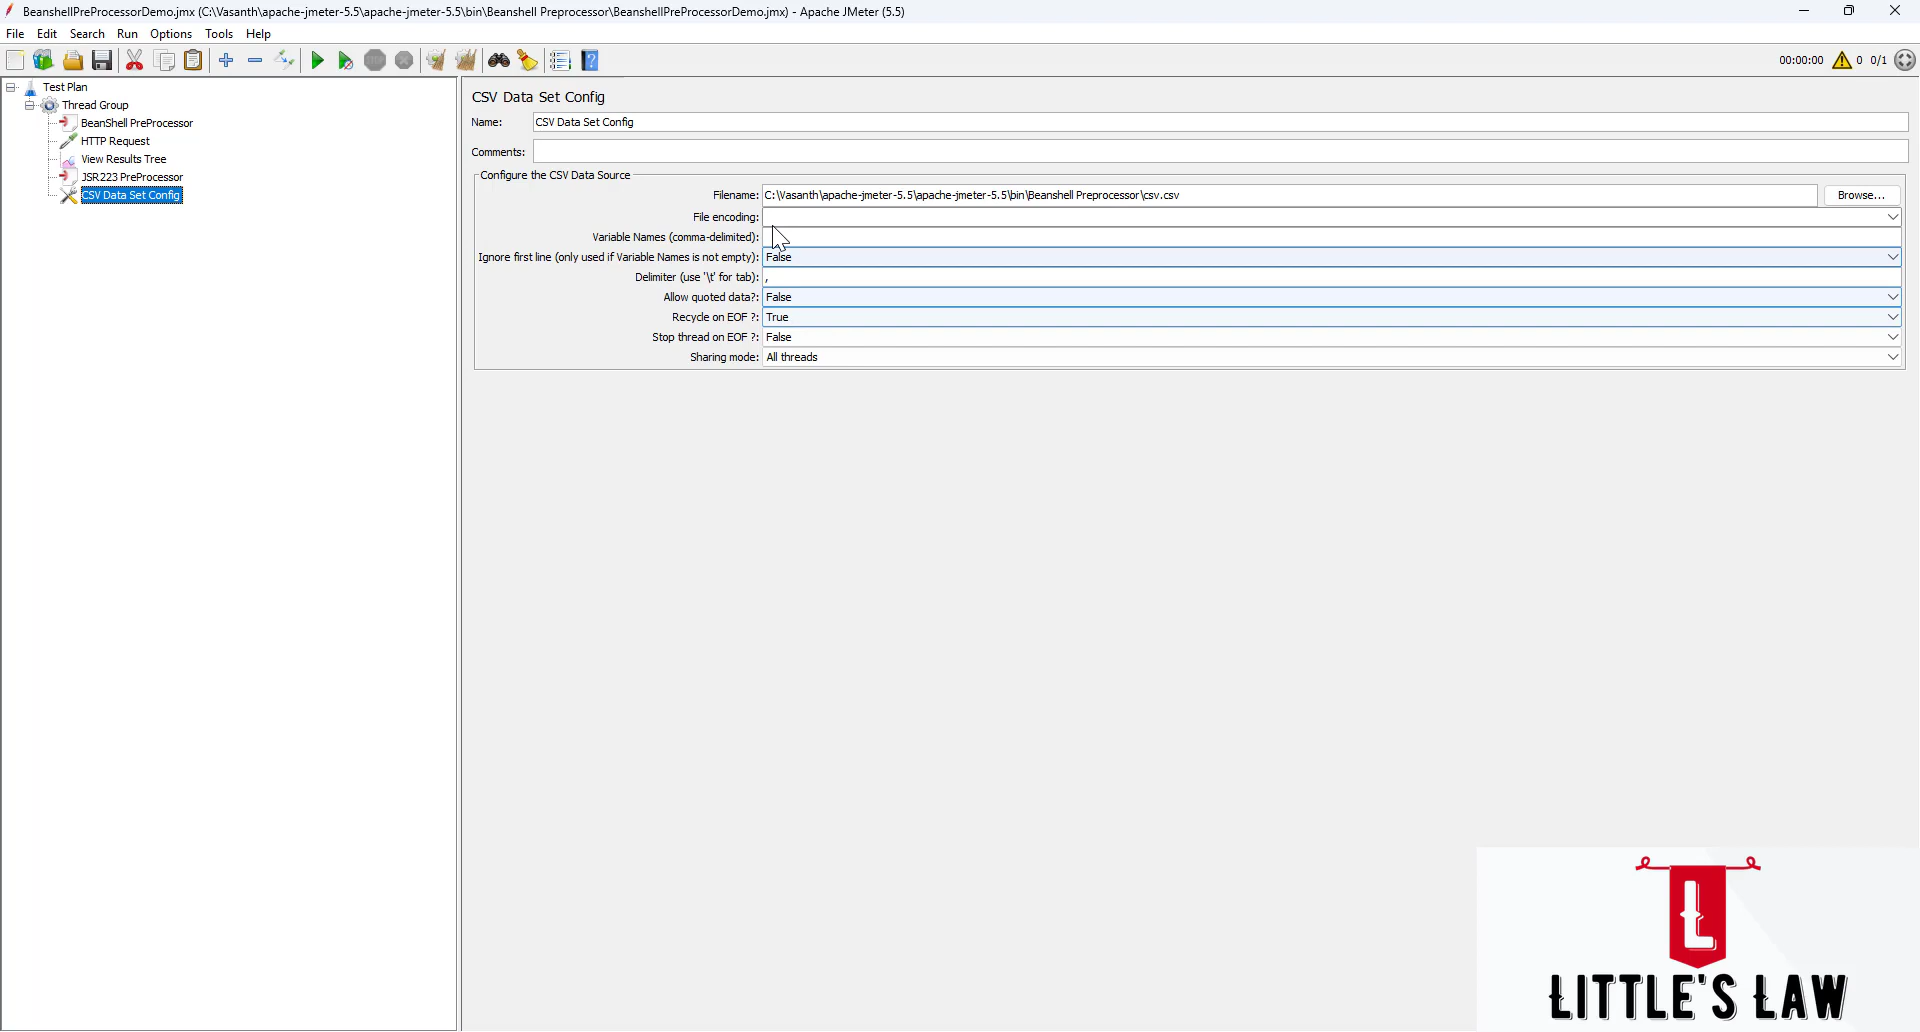 BeanshellPreProcessorDemo.jmx (C:\Vasanth\apache-jmeter-5.5\apache-jmeter-5.5\bin\Beanshell Preprocessor\BeanshellPreProcessorDemo.jmx) - Apache JMeter (5.5)
File Edit Search Run Options Tools Help
00:00:00 0 0/1
Test Plan
Thread Group
BeanShell PreProcessor
HTTP Request
View Results Tree
JSR223 PreProcessor
CSV Data Set Config
CSV Data Set Config
Name: CSV Data Set Config
Comments:
Configure the CSV Data Source
Filename: C:\Vasanth\apache-jmeter-5.5\apache-jmeter-5.5\bin\Beanshell Preprocessor\csv.csv Browse...
File encoding:
Variable Names (comma-delimited):
Ignore first line (only used if Variable Names is not empty): False
Delimiter (use '\t' for tab): ,
Allow quoted data?: False
Recycle on EOF ?: True
Stop thread on EOF ?: False
Sharing mode: All threads
L
LITTLE'S LAW